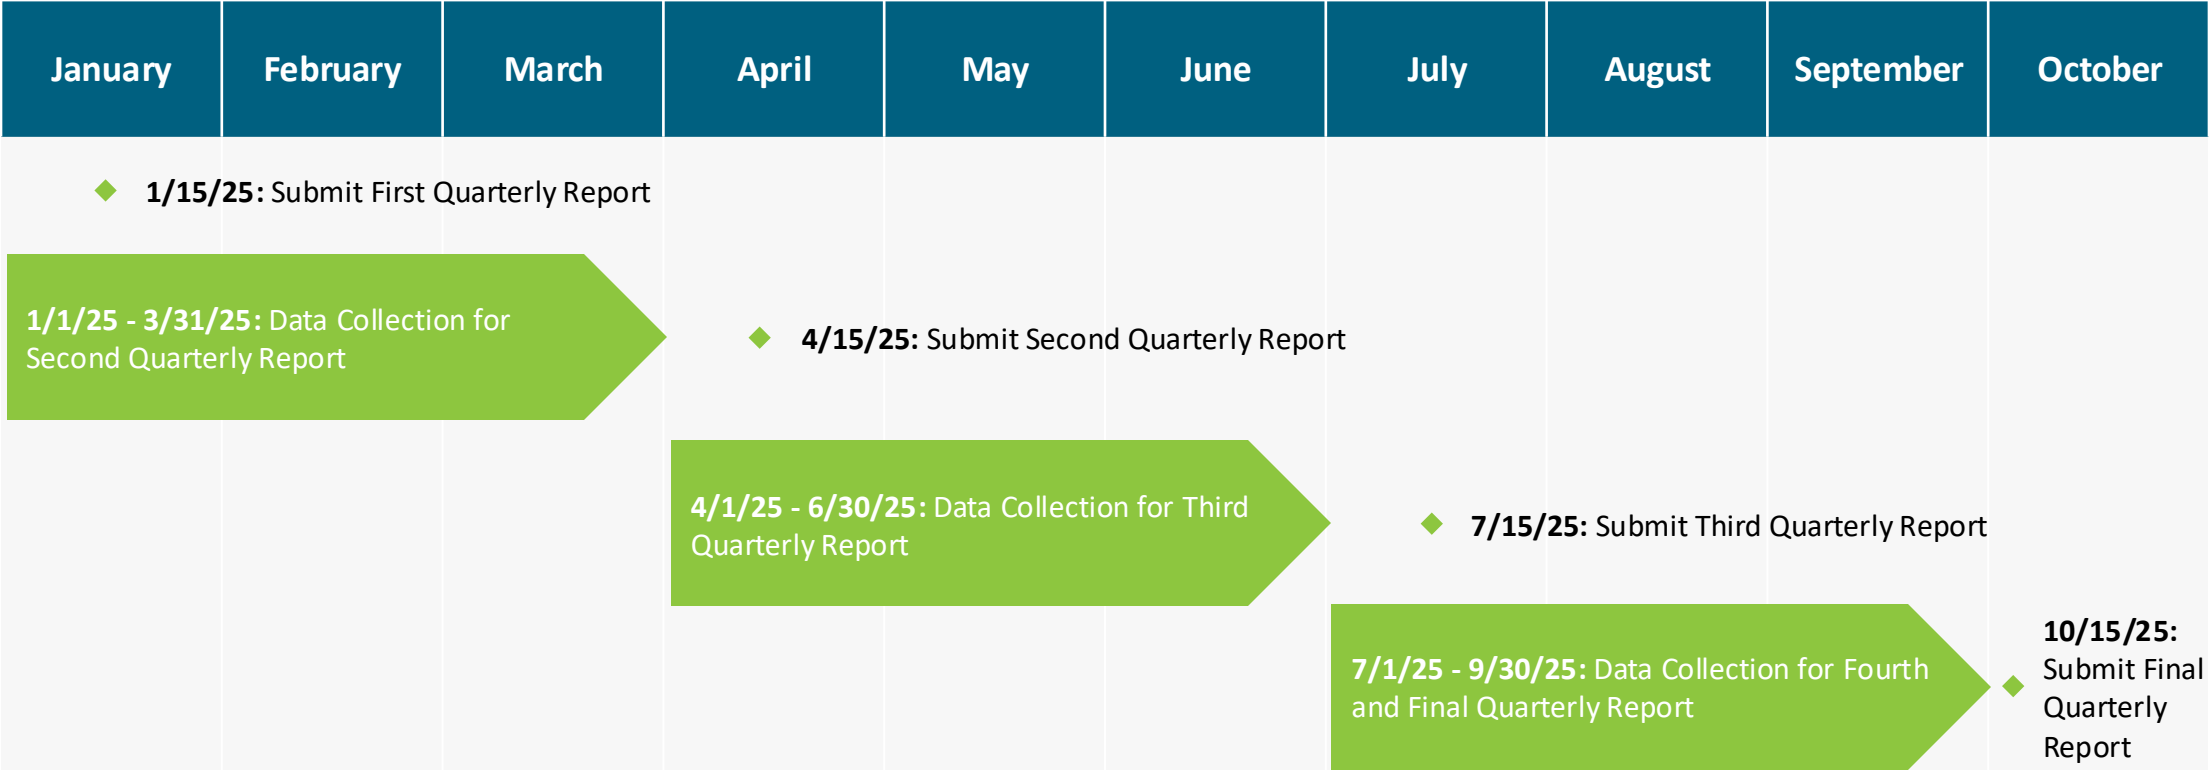 January February March April May June July August September October
1/15/25: Submit First Quarterly Report
1/1/25 - 3/31/25: Data Collection for
Second Quarterly Report
4/15/25: Submit Second Quarterly Report
4/1/25 - 6/30/25: Data Collection for Third
Quarterly Report
7/15/25: Submit Third Quarterly Report
7/1/25 - 9/30/25: Data Collection for Fourth
and Final Quarterly Report
10/15/25:
Submit Final
Quarterly
Report